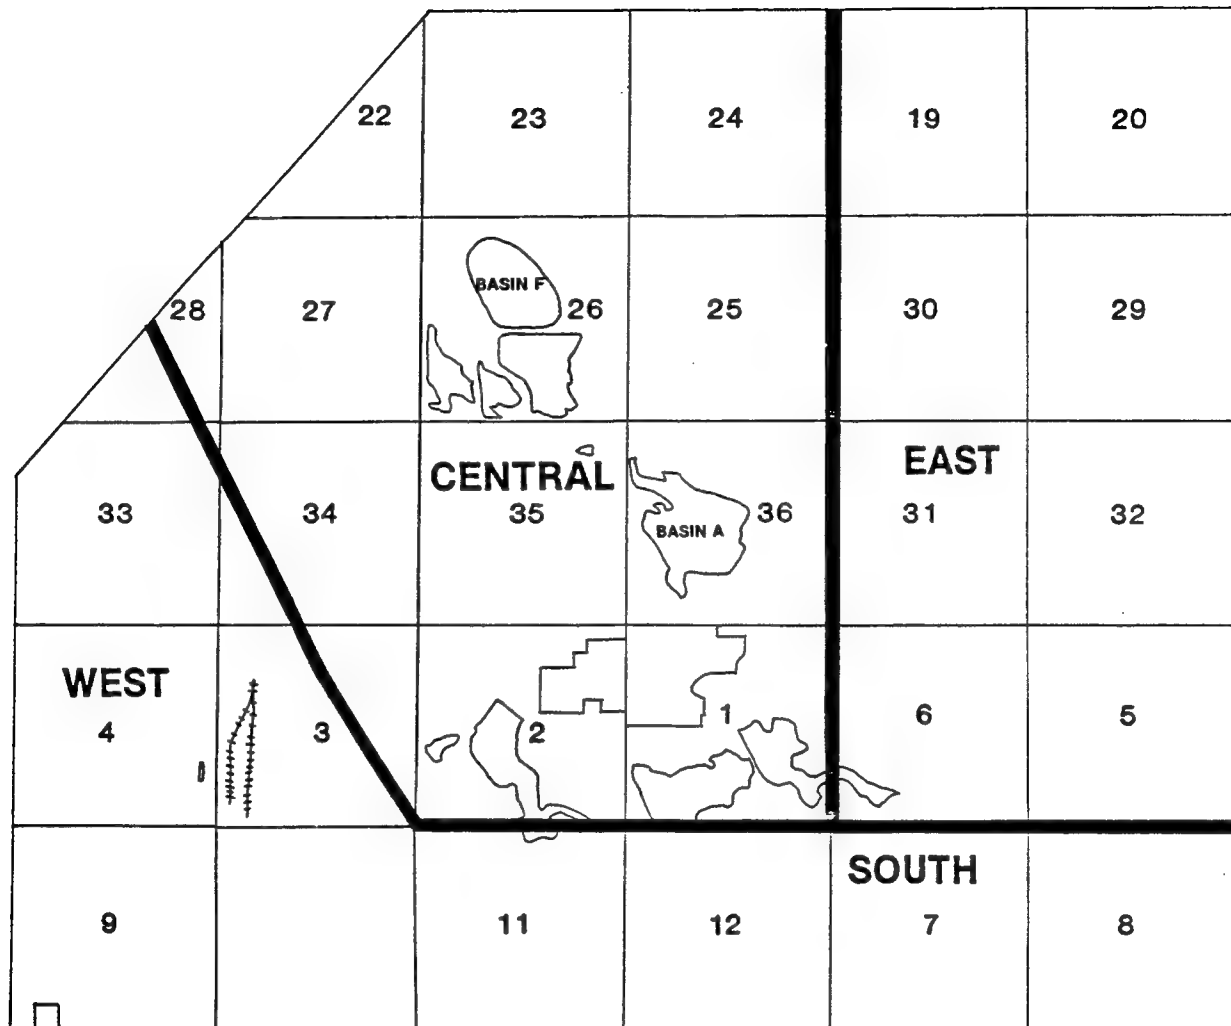 22 23 24 19 20
BASIN F
28 27 26 25 30 29
CENTRAL EAST
33 34 35 BASIN A 36 31 32
WEST
4 3 2 1 6 5
SOUTH
9 11 12 7 8